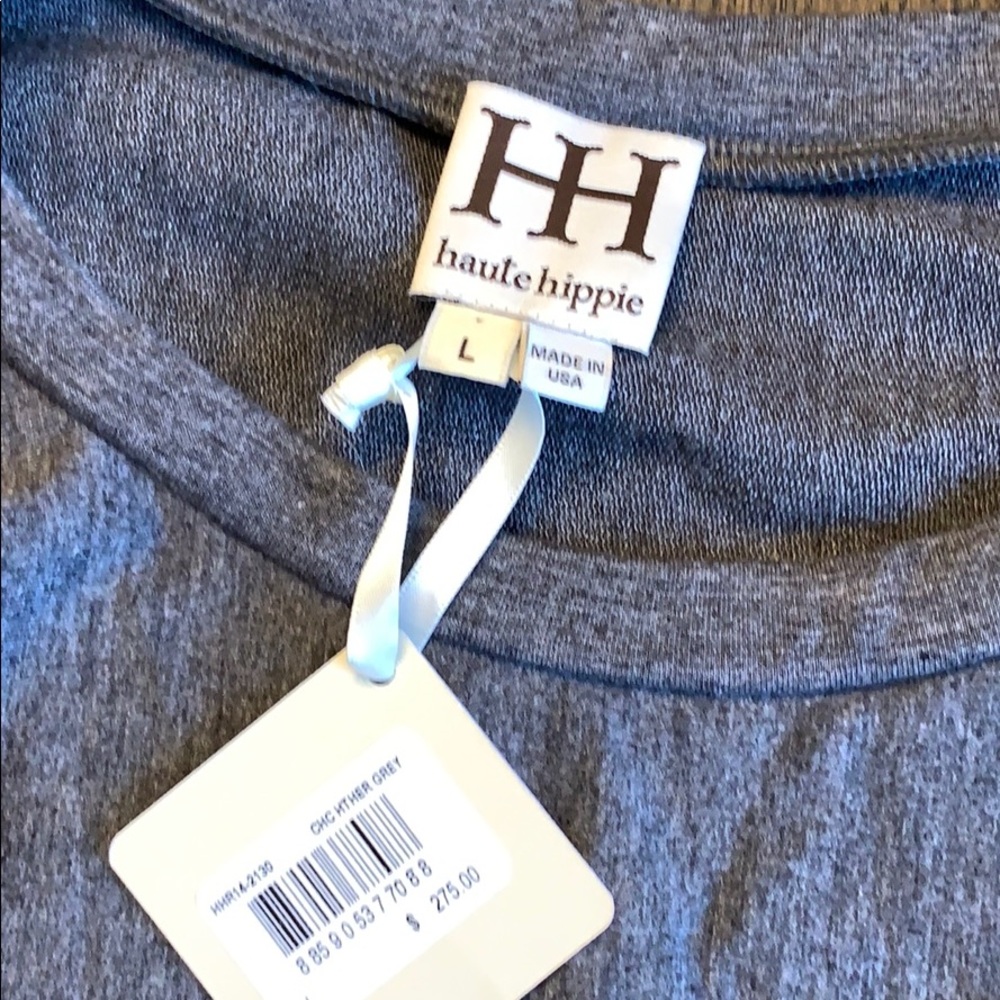 HH
haute hippie
L
MADE IN
USA
CHC HTHER GREY
HHR14-2130
8 85 9 0 53 7 70 8 8
$ 275.00